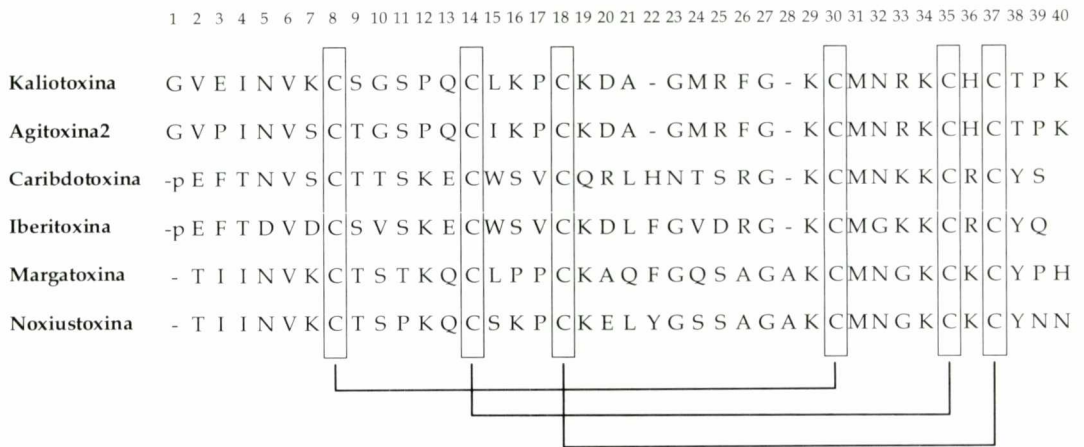 1 2 3 4 5 6 7 8 9 10 11 12 13 14 15 16 17 18 19 20 21 22 23 24 25 26 27 28 29 30 31 32 33 34 35 36 37 38 39 40
Kaliotoxina G V E I N V K C S G S P Q C L K P C K D A - G M R F G - K C M N R K C H C T P K
Agitoxina2 G V P I N V S C T G S P Q C I K P C K D A - G M R F G - K C M N R K C H C T P K
Caribdotoxina -p E F T N V S C T T S K E C W S V C Q R L H N T S R G - K C M N K K C R C Y S
Iberitoxina -p E F T D V D C S V S K E C W S V C K D L F G V D R G - K C M G K K C R C Y Q
Margatoxina - T I I N V K C T S T K Q C L P P C K A Q F G Q S A G A K C M N G K C K C Y P H
Noxiustoxina - T I I N V K C T S P K Q C S K P C K E L Y G S S A G A K C M N G K C K C Y N N